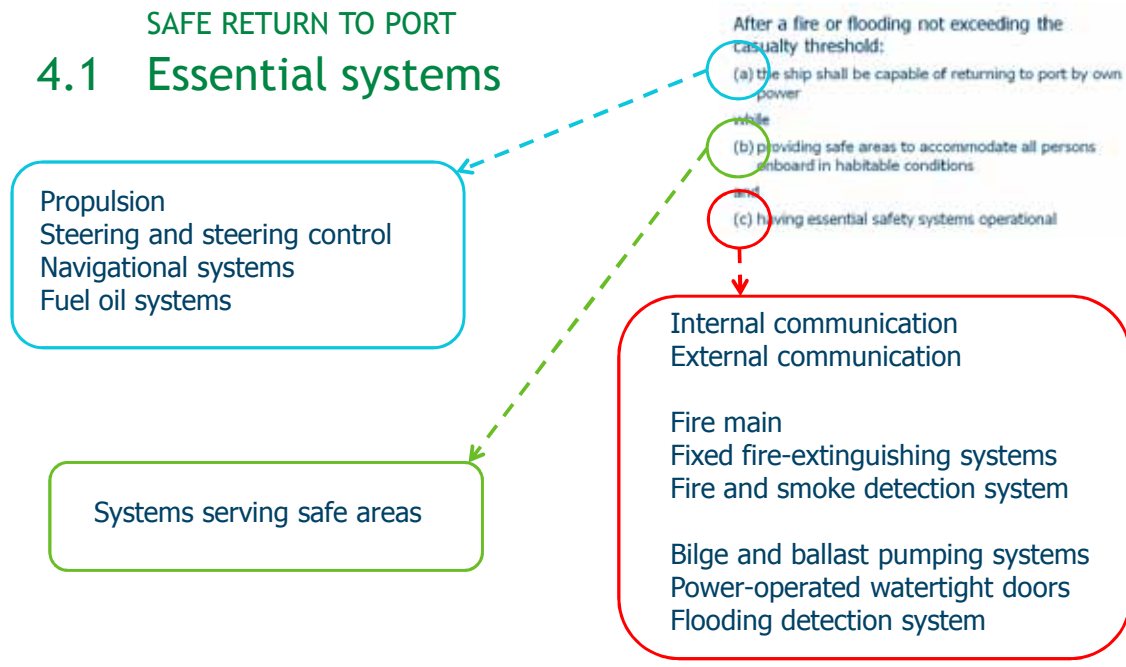 SAFE RETURN TO PORT
4.1 Essential systems
After a fire or flooding not exceeding the
casualty threshold:
(a) the ship shall be capable of returning to port by own
power
while
(b) providing safe areas to accommodate all persons
onboard in habitable conditions
and
(c) having essential safety systems operational
Propulsion
Steering and steering control
Navigational systems
Fuel oil systems
Systems serving safe areas
Internal communication
External communication
Fire main
Fixed fire-extinguishing systems
Fire and smoke detection system
Bilge and ballast pumping systems
Power-operated watertight doors
Flooding detection system